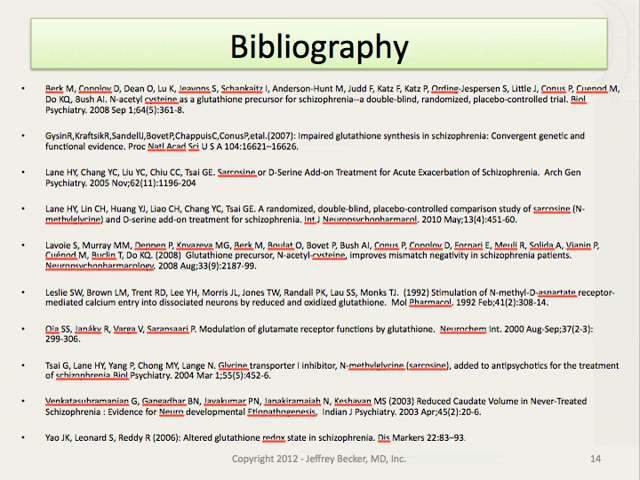 Bibliography
• Berk M, Copolov D, Dean O, Lu K, Jeavons S, Schapkaitz I, Anderson-Hunt M, Judd F, Katz F, Katz P, Ording-Jespersen S, Little J, Conus P, Cuenod M,
Do KQ, Bush AI. N-acetyl cysteine as a glutathione precursor for schizophrenia--a double-blind, randomized, placebo-controlled trial. Biol
Psychiatry. 2008 Sep 1;64(5):361-8.
• GysinR,KraftsikR,SandellJ,BovetP,ChappuisC,ConusP,etal.(2007): Impaired glutathione synthesis in schizophrenia: Convergent genetic and
functional evidence. Proc Natl Acad Sci U S A 104:16621–16626.
• Lane HY, Chang YC, Liu YC, Chiu CC, Tsai GE. Sarcosine or D-Serine Add-on Treatment for Acute Exacerbation of Schizophrenia. Arch Gen
Psychiatry. 2005 Nov;62(11):1196-204
• Lane HY, Lin CH, Huang YJ, Liao CH, Chang YC, Tsai GE. A randomized, double-blind, placebo-controlled comparison study of sarcosine (N-
methylglycine) and D-serine add-on treatment for schizophrenia. Int J Neuropsychopharmacol. 2010 May;13(4):451-60.
• Lavoie S, Murray MM, Deppen P, Knyazeva MG, Berk M, Boulat O, Bovet P, Bush AI, Conus P, Copolov D, Fornari E, Meuli R, Solida A, Vianin P,
Cuénod M, Buclin T, Do KQ. (2008) Glutathione precursor, N-acetyl-cysteine, improves mismatch negativity in schizophrenia patients.
Neuropsychopharmacology. 2008 Aug;33(9):2187-99.
• Leslie SW, Brown LM, Trent RD, Lee YH, Morris JL, Jones TW, Randall PK, Lau SS, Monks TJ. (1992) Stimulation of N-methyl-D-aspartate receptor-
mediated calcium entry into dissociated neurons by reduced and oxidized glutathione. Mol Pharmacol. 1992 Feb;41(2):308-14.
• Oja SS, Janáky R, Varga V, Saransaari P. Modulation of glutamate receptor functions by glutathione. Neurochem Int. 2000 Aug-Sep;37(2-3):
299-306.
• Tsai G, Lane HY, Yang P, Chong MY, Lange N. Glycine transporter I inhibitor, N-methylglycine (sarcosine), added to antipsychotics for the treatment
of schizophrenia Biol Psychiatry. 2004 Mar 1;55(5):452-6.
• Venkatasubramanian G, Gangadhar BN, Jayakumar PN, Janakiramaiah N, Keshavan MS (2003) Reduced Caudate Volume in Never-Treated
Schizophrenia : Evidence for Neuro developmental Etiopathogenesis. Indian J Psychiatry. 2003 Apr;45(2):20-6.
• Yao JK, Leonard S, Reddy R (2006): Altered glutathione redox state in schizophrenia. Dis Markers 22:83–93.
Copyright 2012 - Jeffrey Becker, MD, Inc.
14